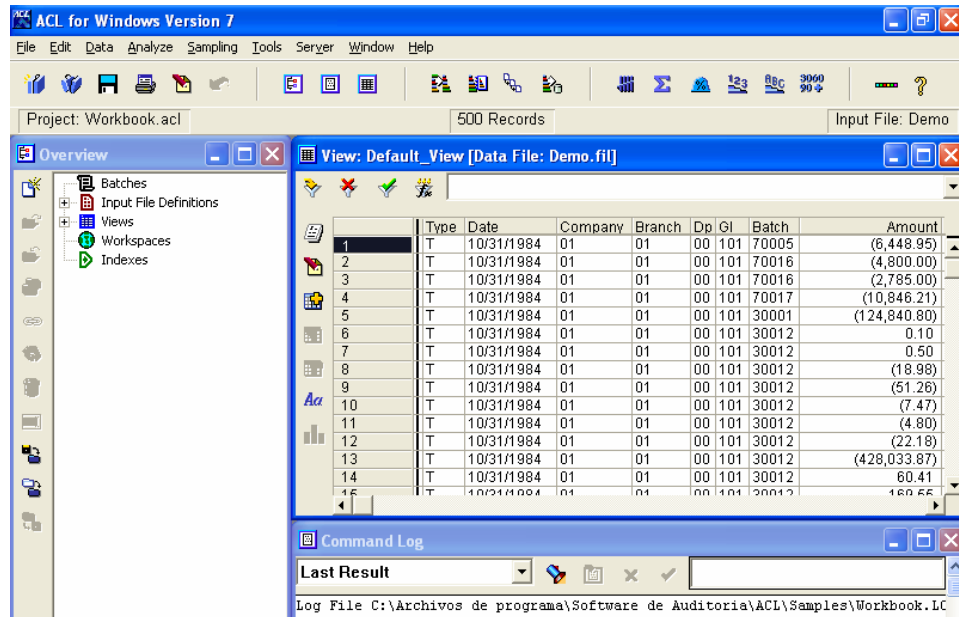 ACL for Windows Version 7
File Edit Data Analyze Sampling Tools Server Window Help
Project: Workbook.acl 500 Records Input File: Demo
Overview
Batches
Input File Definitions
Views
Workspaces
Indexes
View: Default_View [Data File: Demo.fil]
Type Date Company Branch Dp Gl Batch Amount
1 T 10/31/1984 01 01 00 101 70005 (6,448.95)
2 T 10/31/1984 01 01 00 101 70016 (4,800.00)
3 T 10/31/1984 01 01 00 101 70016 (2,785.00)
4 T 10/31/1984 01 01 00 101 70017 (10,846.21)
5 T 10/31/1984 01 01 00 101 30001 (124,840.80)
6 T 10/31/1984 01 01 00 101 30012 0.10
7 T 10/31/1984 01 01 00 101 30012 0.50
8 T 10/31/1984 01 01 00 101 30012 (18.98)
9 T 10/31/1984 01 01 00 101 30012 (51.26)
10 T 10/31/1984 01 01 00 101 30012 (7.47)
11 T 10/31/1984 01 01 00 101 30012 (4.80)
12 T 10/31/1984 01 01 00 101 30012 (22.18)
13 T 10/31/1984 01 01 00 101 30012 (428,033.87)
14 T 10/31/1984 01 01 00 101 30012 60.41
15 T 10/31/1984 01 01 00 101 30012 169.55
Command Log
Last Result
Log File C:\Archivos de programa\Software de Auditoria\ACL\Samples\Workbook.LO